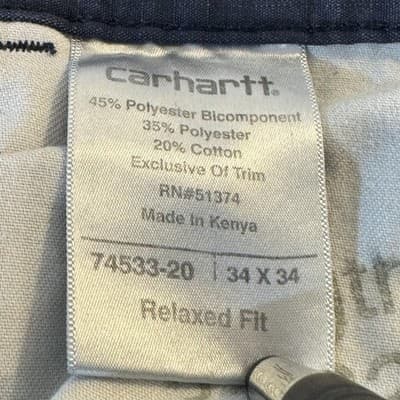 carhartt.
45% Polyester Bicomponent
35% Polyester
20% Cotton
Exclusive Of Trim
RN#51374
Made In Kenya
74533-20 | 34 X 34
Relaxed Fit